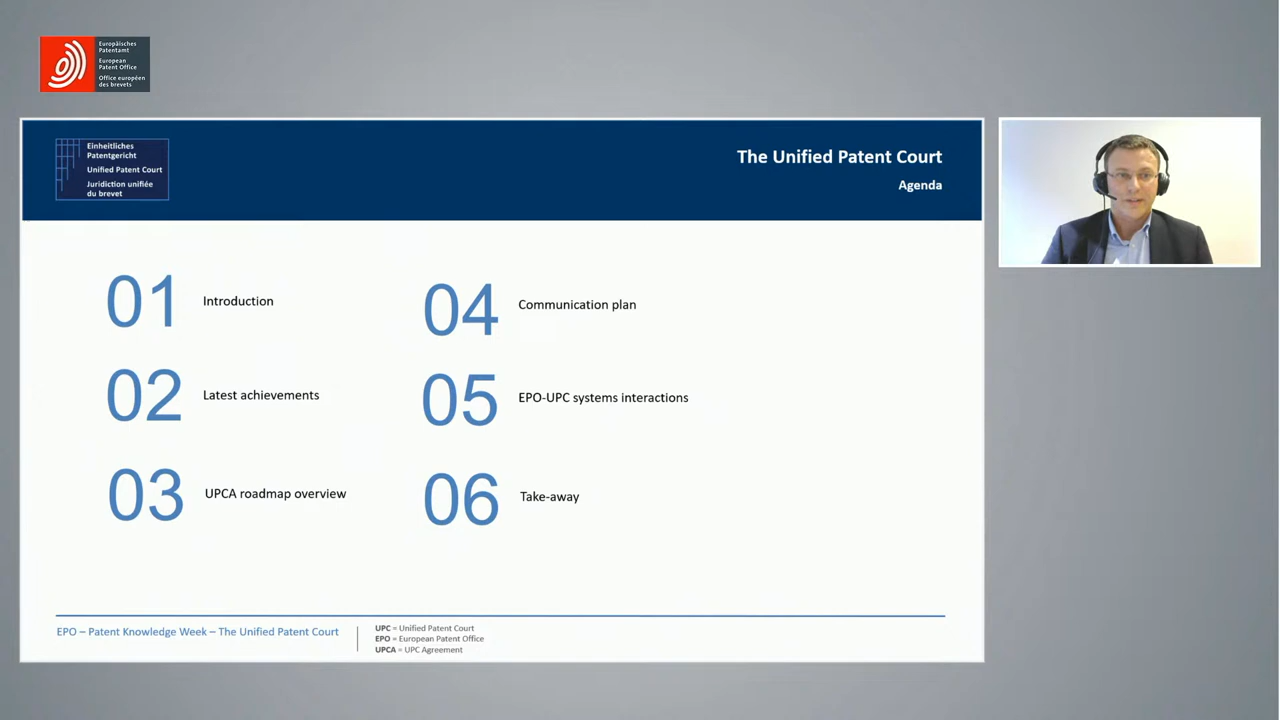 Europäisches
Patentamt
European
Patent Office
Office européen
des brevets
Einheitliches
Patentgericht
Unified Patent Court
Juridiction unifiée
du brevet
The Unified Patent Court
Agenda
01 Introduction
02 Latest achievements
03 UPCA roadmap overview
04 Communication plan
05 EPO-UPC systems interactions
06 Take-away
EPO – Patent Knowledge Week – The Unified Patent Court
UPC = Unified Patent Court
EPO = European Patent Office
UPCA = UPC Agreement